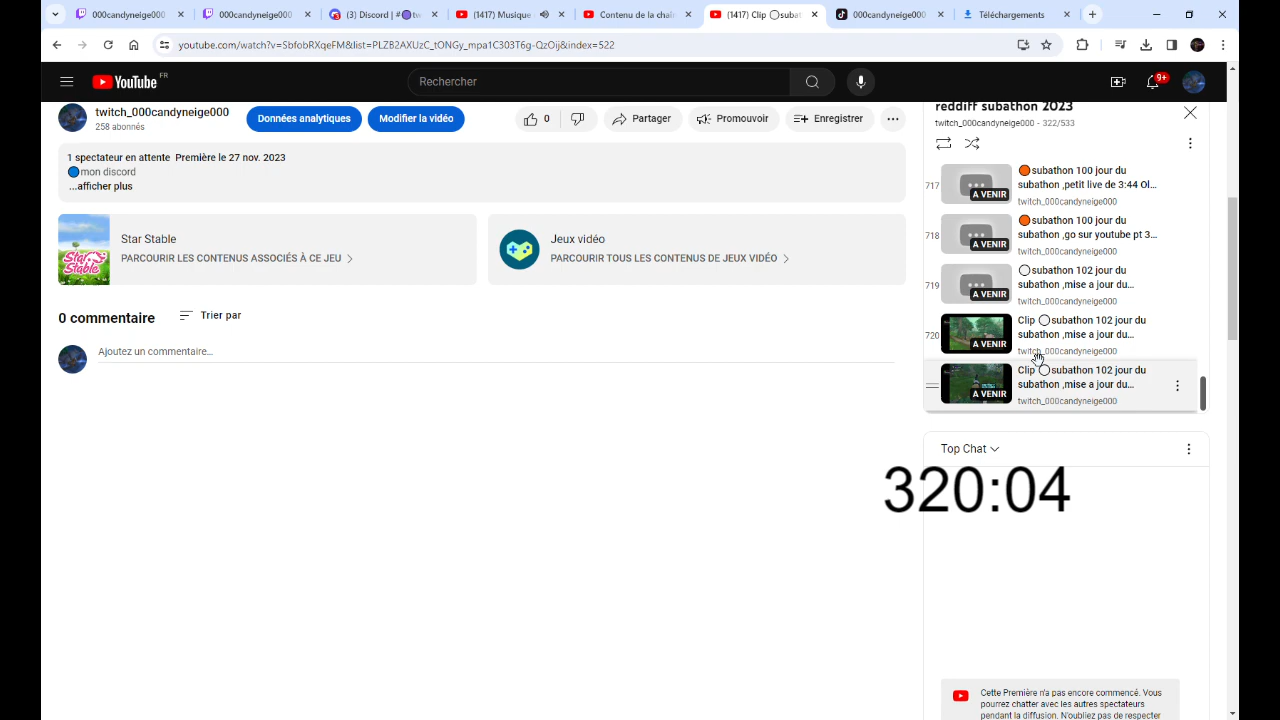 000candyneige0
000candyneige0
(3) Discord | #🟣tw
(1417) Musique
Contenu de la chaî
(1417) Clip ⚪subat
000candyneige000
Téléchargements
youtube.com/watch?v=SbfobRXqeFM&list=PLZB2AXUzC_tONGy_mpa1C303T6g-QzOij&index=522
YouTube FR
Rechercher
9+
twitch_000candyneige000
258 abonnés
Données analytiques
Modifier la vidéo
0
Partager
Promouvoir
Enregistrer
1 spectateur en attente Première le 27 nov. 2023
🔵mon discord
...afficher plus
Star Stable
Star Stable
PARCOURIR LES CONTENUS ASSOCIÉS À CE JEU
Jeux vidéo
PARCOURIR TOUS LES CONTENUS DE JEUX VIDÉO
0 commentaire
Trier par
Ajoutez un commentaire…
reddiff subathon 2023
twitch_000candyneige000 - 322/533
717
A VENIR
🟠subathon 100 jour du
subathon ,petit live de 3:44 Ol…
twitch_000candyneige000
718
A VENIR
🟠subathon 100 jour du
subathon ,go sur youtube pt 3…
twitch_000candyneige000
719
A VENIR
⚪subathon 102 jour du
subathon ,mise a jour du…
twitch_000candyneige000
720
A VENIR
Clip ⚪subathon 102 jour du
subathon ,mise a jour du…
twitch_000candyneige000
A VENIR
Clip ⚪subathon 102 jour du
subathon ,mise a jour du…
twitch_000candyneige000
Top Chat
320:04
Cette Première n'a pas encore commencé. Vous
pourrez chatter avec les autres spectateurs
pendant la diffusion. N'oubliez pas de respecter